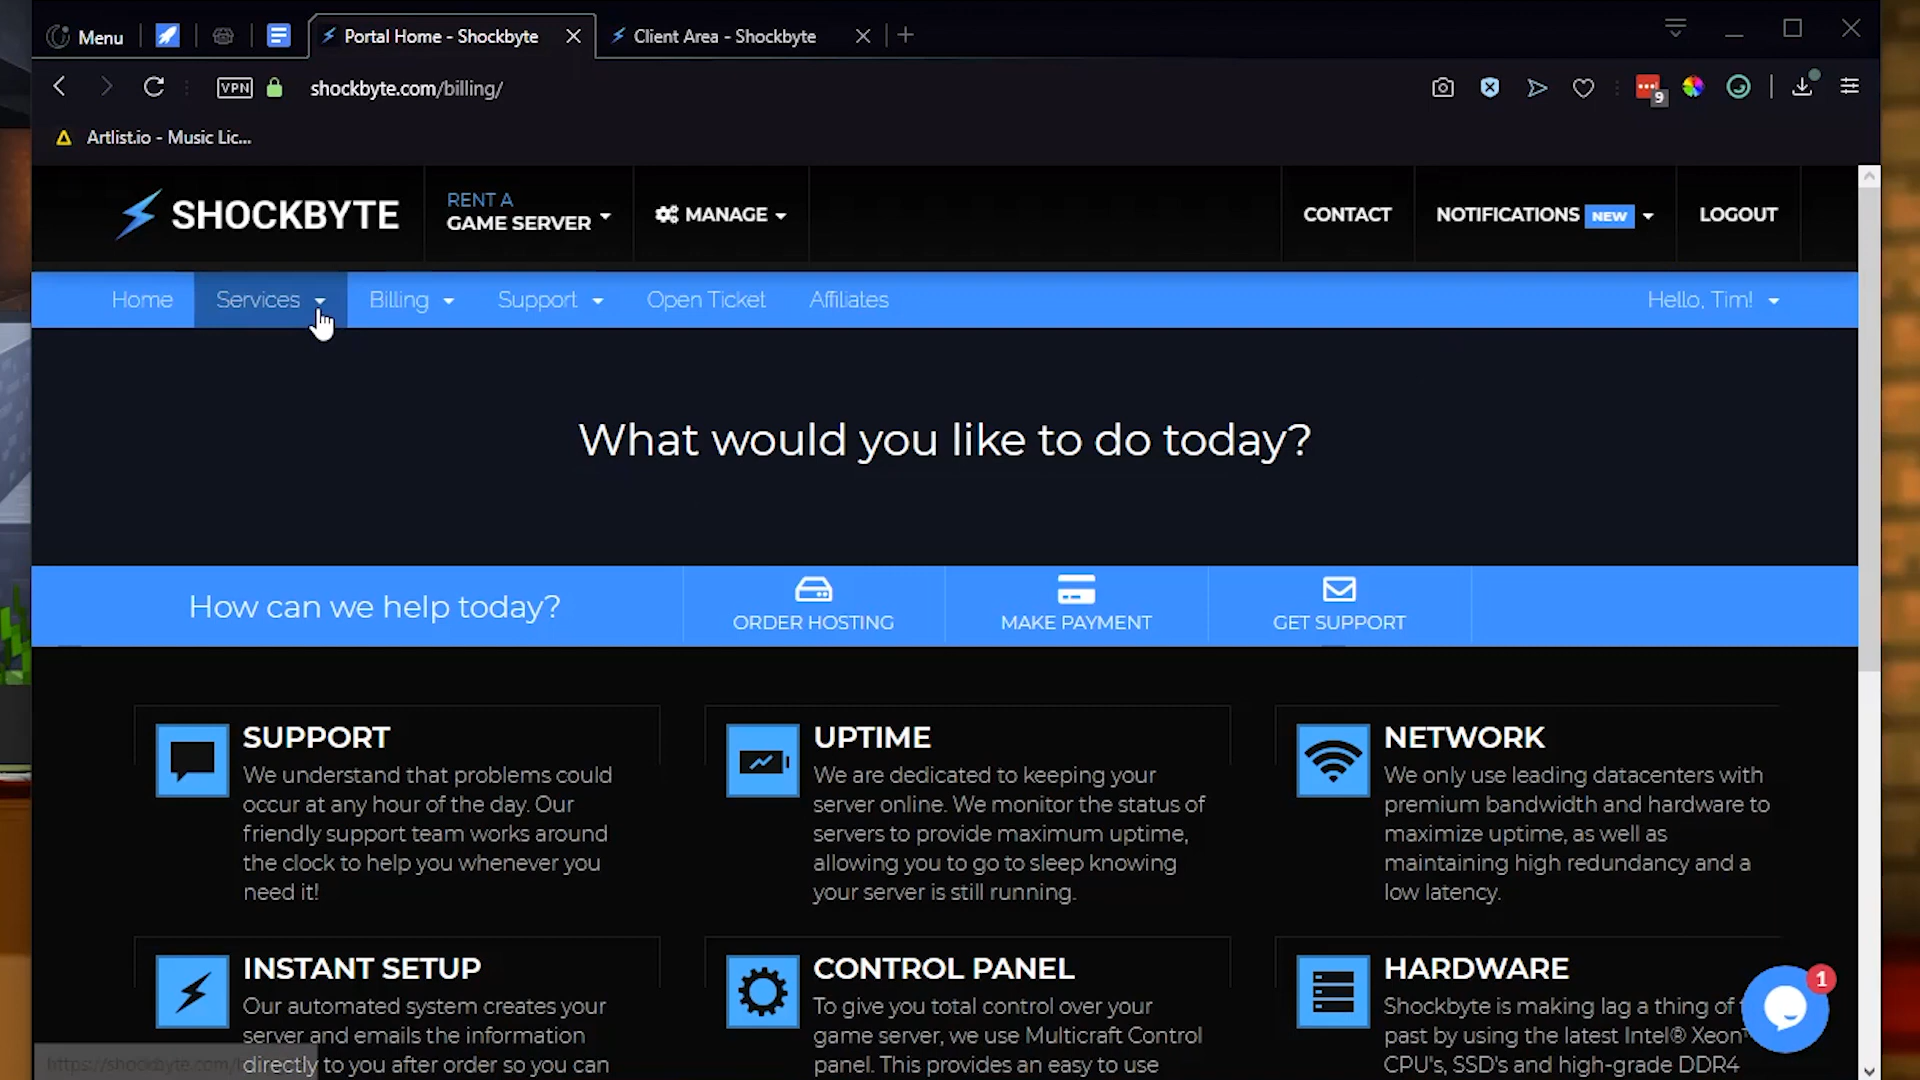 Menu
Portal Home - Shockbyte
Client Area - Shockbyte
VPN
shockbyte.com/billing/
9
Artlist.io - Music Lic...
SHOCKBYTE
RENT A
GAME SERVER
MANAGE
CONTACT
NOTIFICATIONS NEW
LOGOUT
Home
Services
Billing
Support
Open Ticket
Affiliates
Hello, Tim!
What would you like to do today?
How can we help today?
ORDER HOSTING
MAKE PAYMENT
GET SUPPORT
SUPPORT
We understand that problems could
occur at any hour of the day. Our
friendly support team works around
the clock to help you whenever you
need it!
UPTIME
We are dedicated to keeping your
server online. We monitor the status of
servers to provide maximum uptime,
allowing you to go to sleep knowing
your server is still running.
NETWORK
We only use leading datacenters with
premium bandwidth and hardware to
maximize uptime, as well as
maintaining high redundancy and a
low latency.
INSTANT SETUP
Our automated system creates your
server and emails the information
directly to you after order so you can
CONTROL PANEL
To give you total control over your
game server, we use Multicraft Control
panel. This provides an easy to use
HARDWARE
Shockbyte is making lag a thing of
past by using the latest Intel® Xeon
CPU's, SSD's and high-grade DDR4
1
https://shockbyte.com/